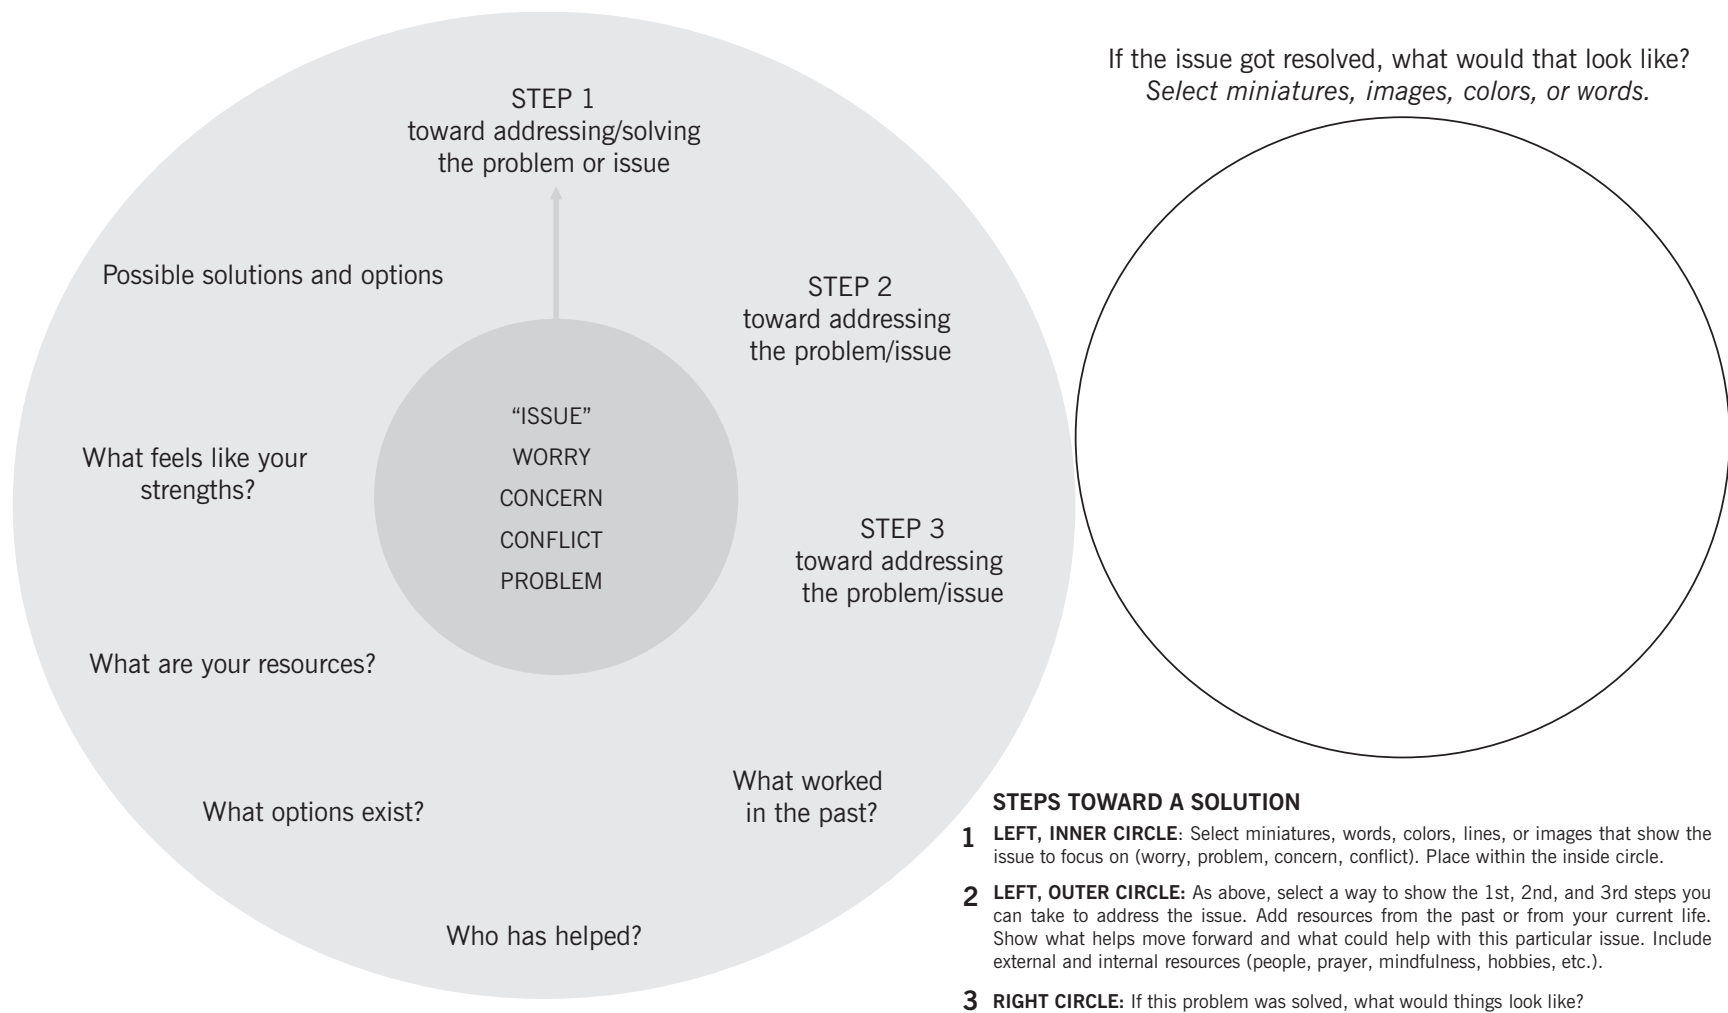 If the issue got resolved, what would that look like?
Select miniatures, images, colors, or words.
STEP 1
toward addressing/solving
the problem or issue
Possible solutions and options
STEP 2
toward addressing
the problem/issue
“ISSUE”
WORRY
CONCERN
CONFLICT
PROBLEM
What feels like your
strengths?
STEP 3
toward addressing
the problem/issue
What are your resources?
What worked
in the past?
What options exist?
Who has helped?
STEPS TOWARD A SOLUTION
1 LEFT, INNER CIRCLE: Select miniatures, words, colors, lines, or images that show the
issue to focus on (worry, problem, concern, conflict). Place within the inside circle.
2 LEFT, OUTER CIRCLE: As above, select a way to show the 1st, 2nd, and 3rd steps you
can take to address the issue. Add resources from the past or from your current life.
Show what helps move forward and what could help with this particular issue. Include
external and internal resources (people, prayer, mindfulness, hobbies, etc.).
3 RIGHT CIRCLE: If this problem was solved, what would things look like?